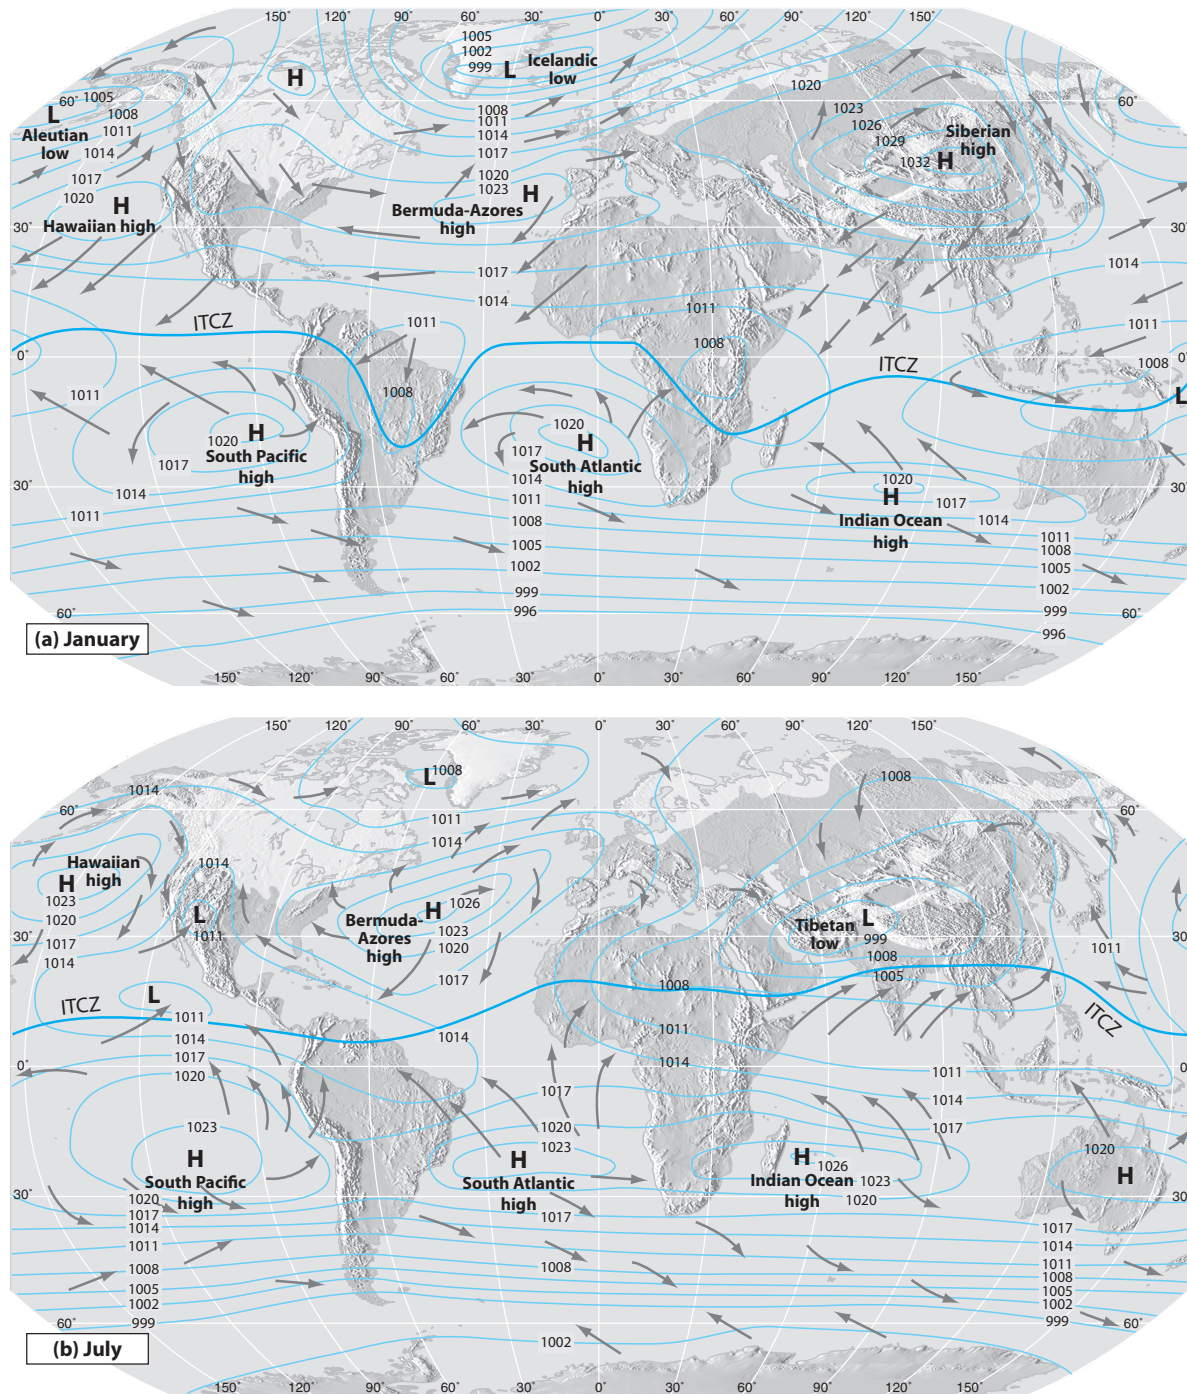 150° 120° 90° 60° 30° 0° 30° 60° 90° 120° 150°
1005
1002
999
L
Icelandic
low
H
1020
1005
L
60°
1008
Aleutian
low
1011
1014
1017
1020
H
Hawaiian high
30°
1008
1011
1014
1017
1020
1023
H
Bermuda-Azores
high
1023
1026
1029
1032
H
Siberian
high
60°
30°
1017
1014
1014
1011
1011
1011
ITCZ
1008
ITCZ
1008
0°
0°
1008
L
1011
1020
H
South Pacific
high
1017
1014
1011
30°
1020
H
1017
South Atlantic
high
1014
1011
1008
1005
1002
999
996
1020
H
1017
Indian Ocean
high
1014
30°
1011
1008
1005
1002
999
996
60°
60°
(a) January
150° 120° 90° 60° 30° 0° 30° 60° 90° 120° 150°
150° 120° 90° 60° 30° 0° 30° 60° 90° 120° 150°
L
1008
1008
1014
60°
60°
1011
1014
Hawaiian
high
H
1023
1020
1017
1014
30°
1014
L
1011
1026
H
Bermuda-
Azores
high
1023
1020
1017
Tibetan
low
L
999
1008
1005
30°
1011
1008
ITCZ
L
1011
1014
1017
1020
1014
1011
1014
ITCZ
0°
0°
1011
1014
1017
1017
1020
1023
1023
H
South Pacific
high
H
South Atlantic
high
H
1026
Indian Ocean
high
1023
1020
1020
H
30°
30°
1020
1017
1014
1011
1008
1005
1002
999
1017
1008
1002
1017
1014
1011
1008
1005
1002
999
60°
60°
(b) July
150° 120° 90° 60° 30° 0° 30° 60° 90° 120° 150°